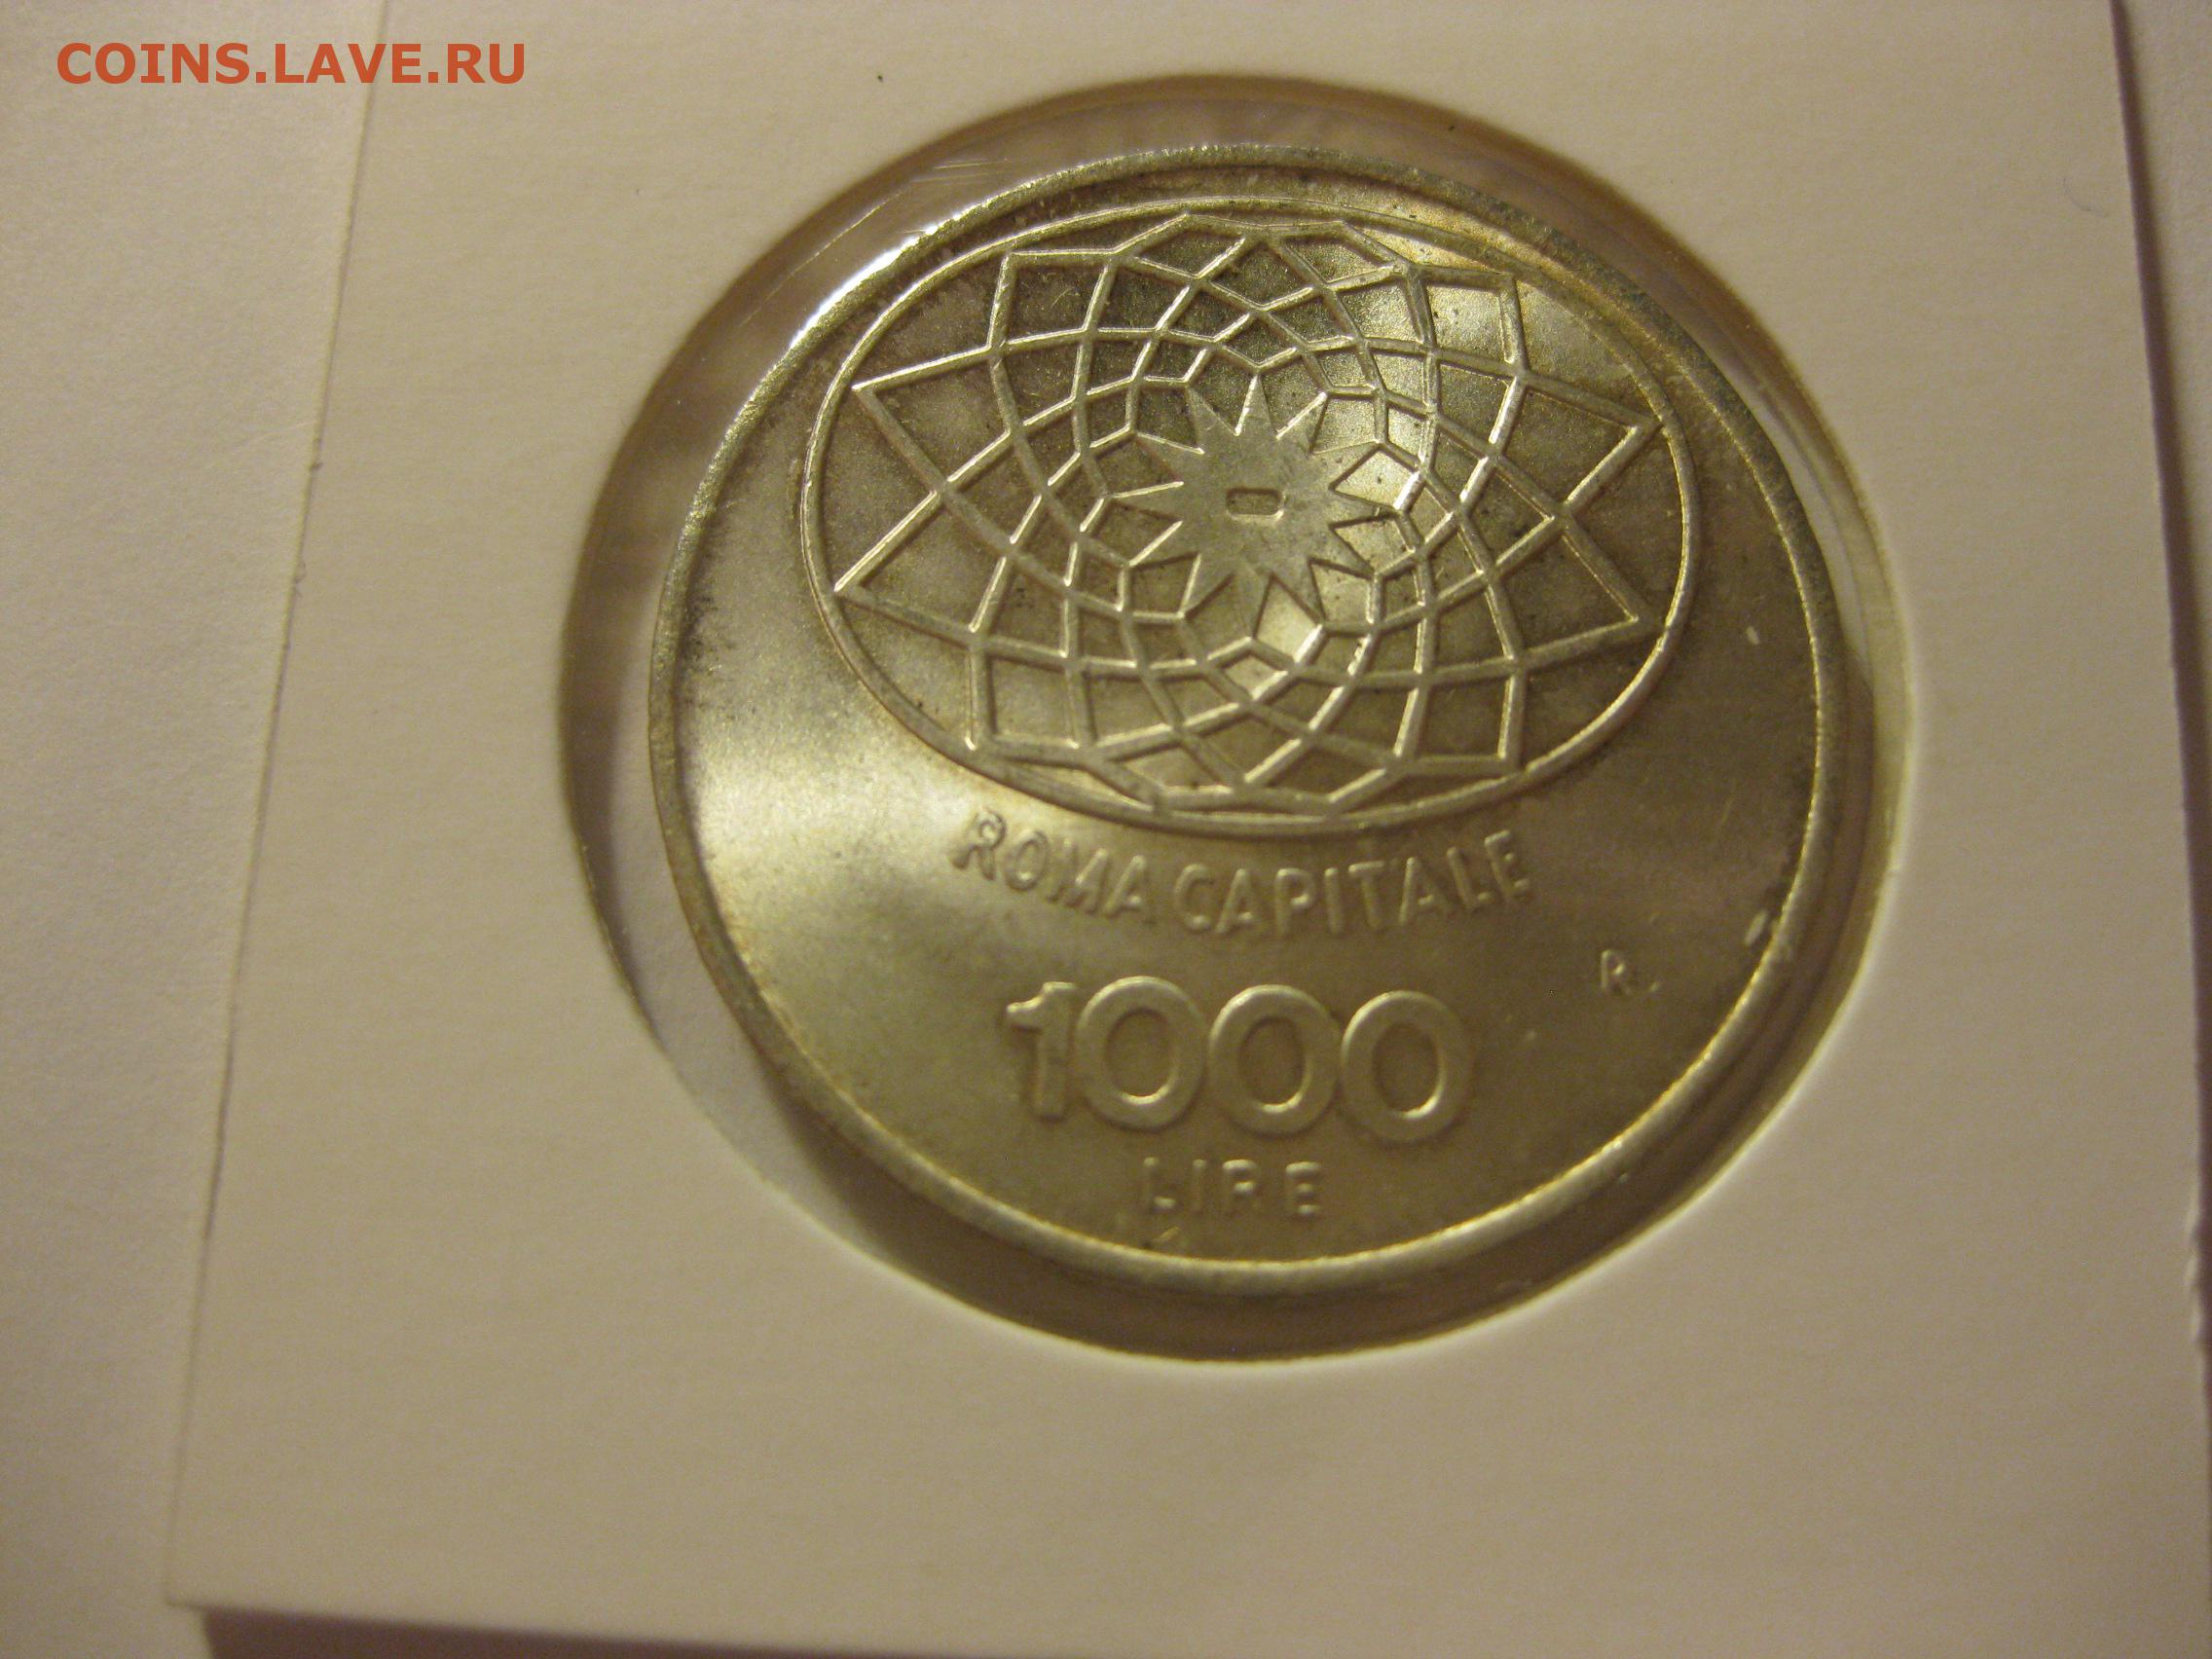 COINS.LAVE.RU
ROMA CAPITALE
R
1000
LIRE